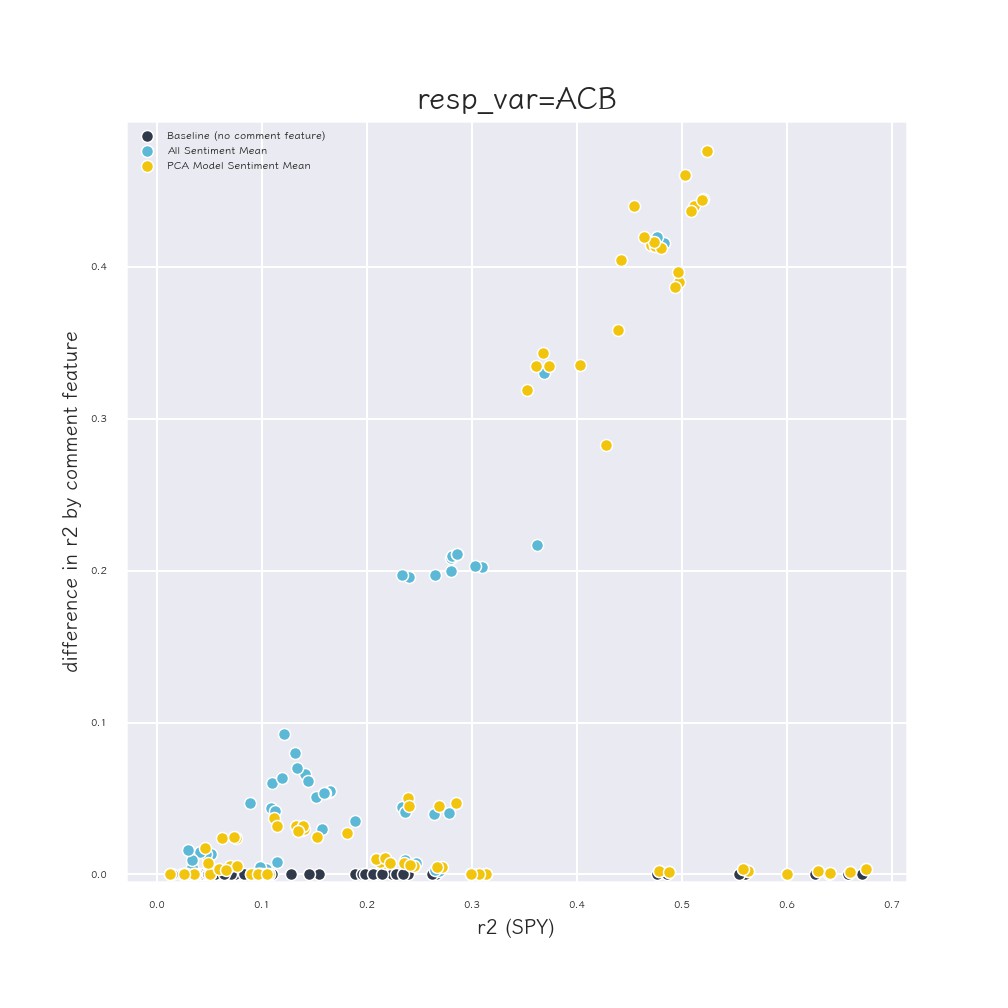 resp_var=ACB
Baseline (no comment feature)
All Sentiment Mean
PCA Model Sentiment Mean
difference in r2 by comment feature
0.4
0.3
0.2
0.1
0.0
0.0 0.1 0.2 0.3 0.4 0.5 0.6 0.7
r2 (SPY)